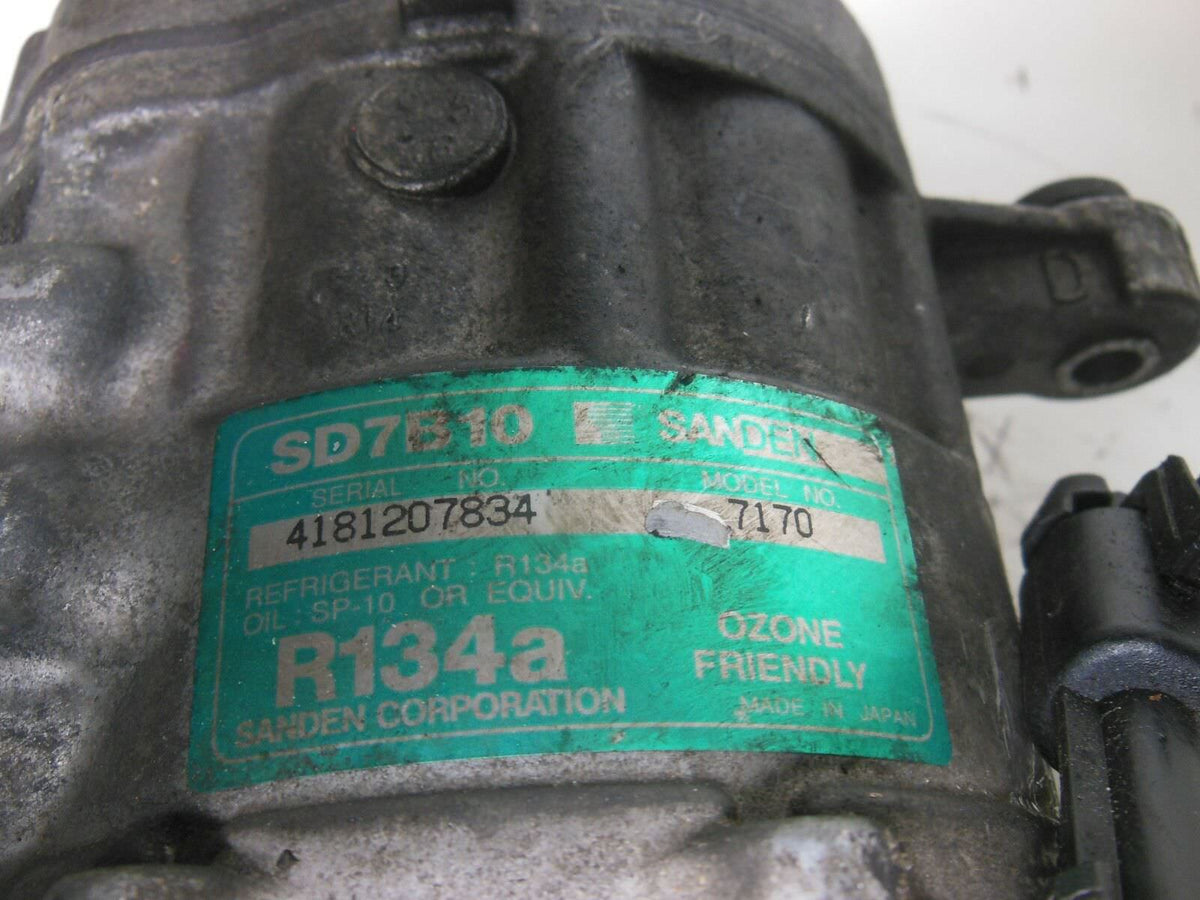 SD7B10 SANDEN
SERIAL NO. MODEL NO.
4181207834 7170
REFRIGERANT : R134a
OIL : SP-10 OR EQUIV.
R134a
OZONE
FRIENDLY
SANDEN CORPORATION
MADE IN JAPAN
D